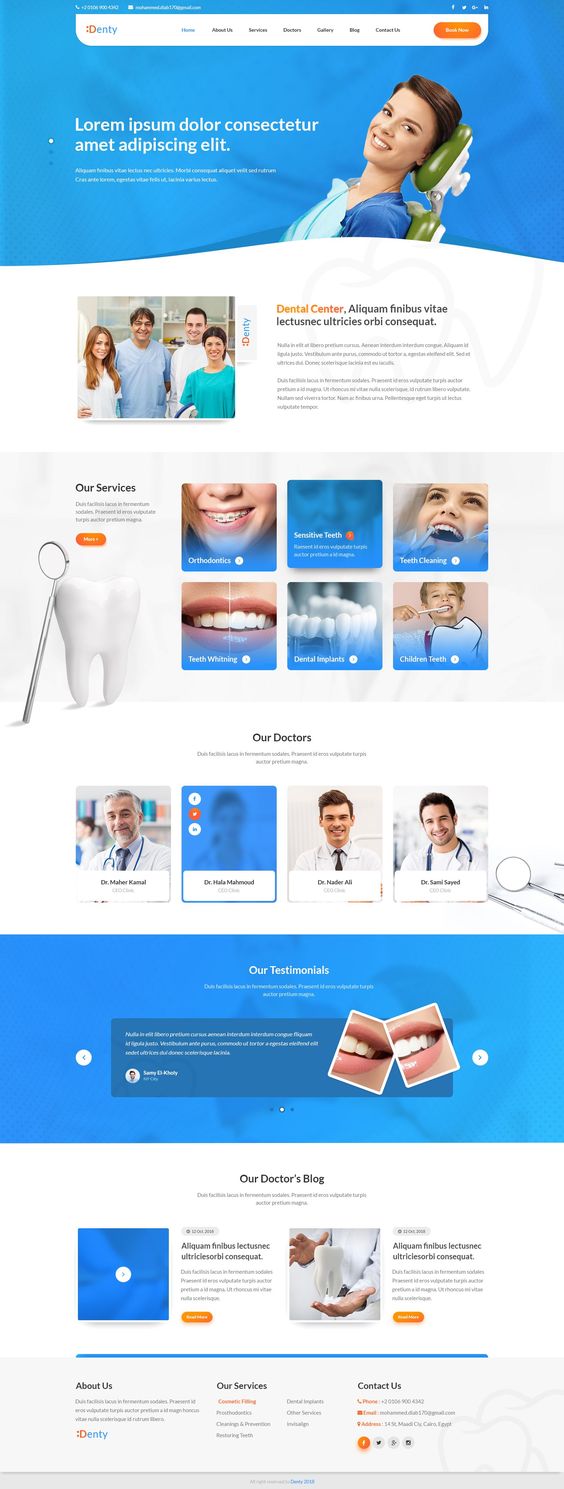 +2 0106 900 4342 mohammed.diab170@gmail.com
:Denty Home About Us Services Doctors Gallery Blog Contact Us Book Now
Lorem ipsum dolor consectetur
amet adipiscing elit.
Aliquam finibus vitae lectus nec ultricies. Morbi consequat aliquet velit sed rutrum
Cras ante lorem, egestas vitae felis ut, lacinia varius lectus.
:Denty
Dental Center, Aliquam finibus vitae
lectusnec ultricies orbi consequat.
Nulla in elit at libero pretium cursus. Aenean interdum interdum congue. Aliquam id
ligula justo. Vestibulum ante purus, commodo ut tortor a, egestas eleifend elit. Sed et
ultrices dui. Donec scelerisque lacinia est eu iaculis.
Duis facilisis lacus in fermentum sodales. Praesent id eros vulputate turpis auctor
pretium a id magna. Ut rhoncus mi vitae nulla scelerisque, id rutrum libero vulputate.
Nullam sed viverra tortor. Nam ac finibus urna. Pellentesque eget turpis ut lectus
vulputate tempor.
Our Services
Duis facilisis lacus in fermentum
sodales. Praesent id eros vulputate
turpis auctor pretium magna.
More +
Orthodontics
Sensitive Teeth
Raesent id eros vulputate turpis
auctor pretium a id magna.
Teeth Cleaning
Teeth Whitning
Dental Implants
Children Teeth
Our Doctors
Duis facilisis lacus in fermentum sodales. Praesent id eros vulputate turpis
auctor pretium magna.
Dr. Maher Kamal
CEO Clinic
Dr. Hala Mahmoud
CEO Clinic
Dr. Nader Ali
CEO Clinic
Dr. Sami Sayed
CEO Clinic
Our Testimonials
Duis facilisis lacus in fermentum sodales. Praesent id eros vulputate turpis
auctor pretium magna.
Nulla in elit libero pretium cursus aenean interdum interdum congue fliquam
id ligula justo. Vestibulum ante purus, commodo ut tortor a egestas eleifend elit
sedet ultrices dui donec scelerisque lacinia.
Samy El-Kholy
NY City
Our Doctor's Blog
Duis facilisis lacus in fermentum sodales. Praesent id eros vulputate turpis
auctor pretium magna.
12 Oct, 2018
Aliquam finibus lectusnec
ultriciesorbi consequat.
Duis facilisis lacus in fermentum sodales
Praesent id eros vulputate turpis auctor
pretium a id magna. Ut rhoncus mi vitae
nulla scelerisque.
Read More
12 Oct, 2018
Aliquam finibus lectusnec
ultriciesorbi consequat.
Duis facilisis lacus in fermentum sodales
Praesent id eros vulputate turpis auctor
pretium a id magna. Ut rhoncus mi vitae
nulla scelerisque.
Read More
About Us
Duis facilisis lacus in fermentum sodales. Praesent id
eros vulputate turpis auctor pretium a id magn honcus
vitae nulla scelerisque id rutrum libero.
:Denty
Our Services
Cosmetic Filling
Prosthodontics
Cleanings & Prevention
Restoring Teeth
Dental Implants
Other Services
Invisalign
Contact Us
Phone : +2 0106 900 4342
Email : mohammed.diab170@gmail.com
Address : 14 St, Maadi Ciy, Cairo, Egypt
All right reserved to Denty 2018